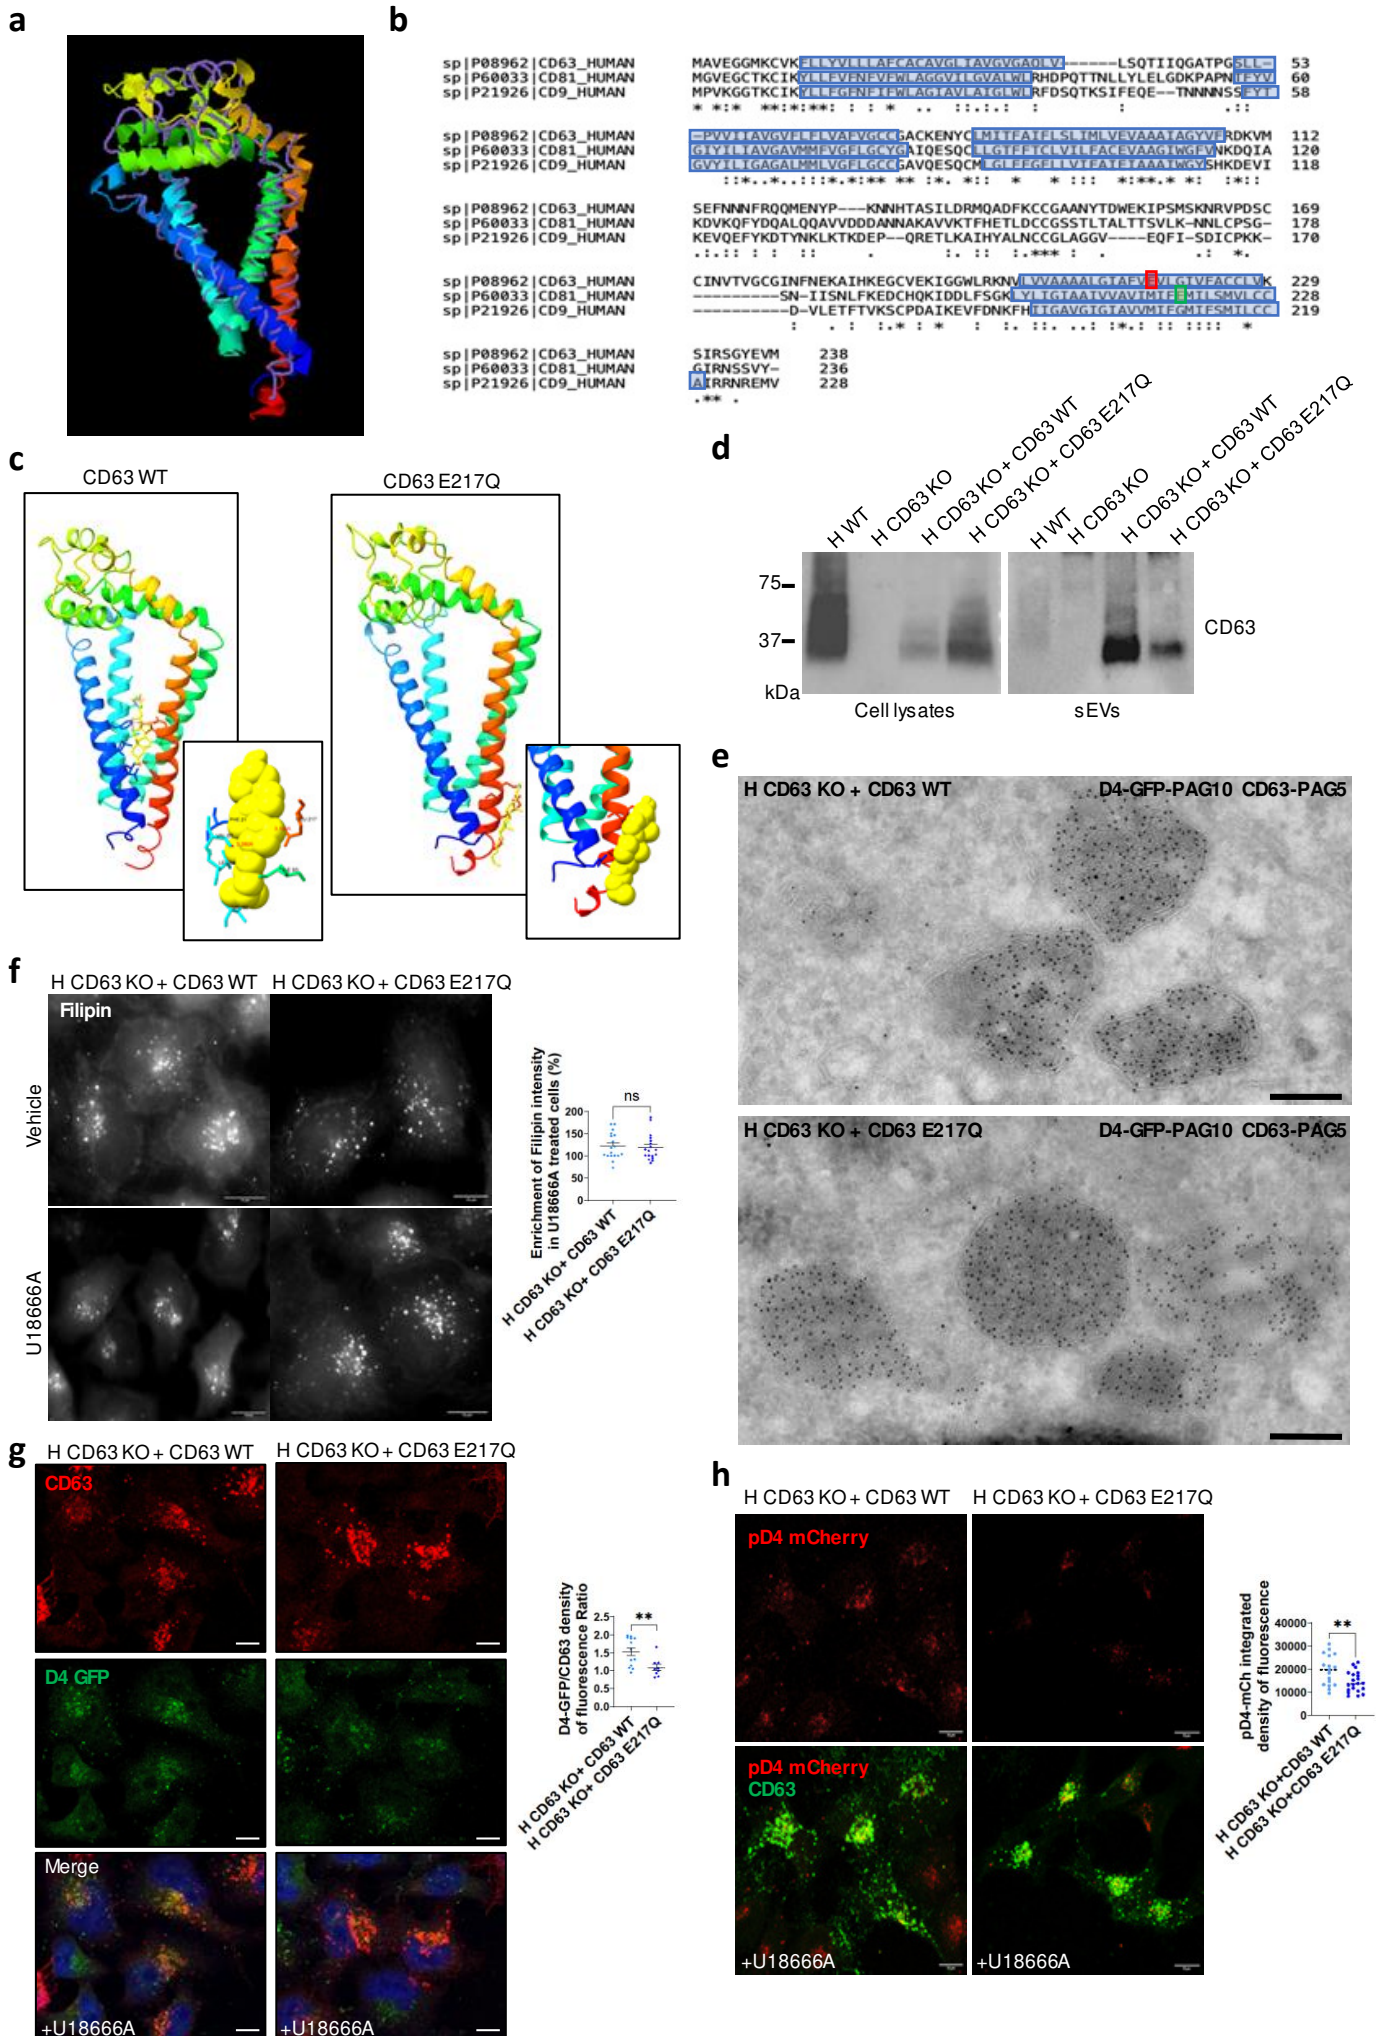 a
b
sp|P08962|CD63_HUMAN MAVEGGMKCVKFLLYVLLLAFCACAVGLIAVGVGAQLV------LSQTIIQGATPGSLL- 53
sp|P60033|CD81_HUMAN MGVEGCTKCIKYLLFVFNFVFWLAGGVILGVALWLRHDPQTTNLLYLELGDKPAPNTFYV 60
sp|P21926|CD9_HUMAN MPVKGGTKCIKYLLFGFNFIFWLAGIAVLAIGLWLRFDSQTKSIFEQE--TNNNNSSFYT 58
sp|P08962|CD63_HUMAN -PVVIIAVGVFLFLVAFVGCCGACKENYCLMITFAIFLSLIMLVEVAAAIAGYVFRDKVM 112
sp|P60033|CD81_HUMAN GIYILIAVGAVMMFVGFLGCYGAIQESQCLLGTFFTCLVILFACEVAAGIWGFVNKDQIA 120
sp|P21926|CD9_HUMAN GVYILIGAGALMMLVGFLGCCGAVQESQCMLGLFFGFLLVIFAIEIAAAIWGYSHKDEVI 118
sp|P08962|CD63_HUMAN SEFNNNFRQQMENYP---KNNHTASILDRMQADFKCCGAANYTDWEKIPSMSKNRVPDSC 169
sp|P60033|CD81_HUMAN KDVKQFYDQALQQAVVDDDANNAKAVVKTFHETLDCCGSSTLTALTTSVLK-NNLCPSG- 178
sp|P21926|CD9_HUMAN KEVQEFYKDTYNKLKTKDEP--QRETLKAIHYALNCCGLAGGV----EQFI-SDICPKK- 170
sp|P08962|CD63_HUMAN CINVTVGCGINFNEKAIHKEGCVEKIGGWLRKNVLVVAAAALGIAFVEVLGIVFACCLVK 229
sp|P60033|CD81_HUMAN ---------SN-IISNLFKEDCHQKIDDLFSGKLYLIGIAAIVVAVIMIFEMILSMVLCC 228
sp|P21926|CD9_HUMAN ----------D-VLETFTVKSCPDAIKEVFDNKFHIIGAVGIGIAVVMIFGMIFSMILCC 219
sp|P08962|CD63_HUMAN SIRSGYEVM 238
sp|P60033|CD81_HUMAN GIRNSSVY- 236
sp|P21926|CD9_HUMAN AIRRNREMV 228
.** .
c
CD63 WT
CD63 E217Q
d
H WT
H CD63 KO
H CD63 KO + CD63 WT
H CD63 KO + CD63 E217Q
H WT
H CD63 KO
H CD63 KO + CD63 WT
H CD63 KO + CD63 E217Q
75
37
kDa
CD63
Cell lysates
sEVs
e
H CD63 KO + CD63 WT
D4-GFP-PAG10 CD63-PAG5
H CD63 KO + CD63 E217Q
D4-GFP-PAG10 CD63-PAG5
f
H CD63 KO + CD63 WT
H CD63 KO + CD63 E217Q
Filipin
Vehicle
U18666A
Enrichment of Filipin intensity
in U18666A treated cells (%)
ns
200
150
100
50
0
H CD63 KO+ CD63 WT
H CD63 KO+ CD63 E217Q
g
H CD63 KO + CD63 WT
H CD63 KO + CD63 E217Q
CD63
D4 GFP
Merge
+U18666A
+U18666A
D4-GFP/CD63 density
of fluorescence Ratio
**
2.5
2.0
1.5
1.0
0.5
0.0
H CD63 KO+ CD63 WT
H CD63 KO+ CD63 E217Q
h
H CD63 KO + CD63 WT
H CD63 KO + CD63 E217Q
pD4 mCherry
pD4 mCherry
CD63
+U18666A
+U18666A
pD4-mCh integrated
density of fluorescence
**
40000
30000
20000
10000
0
H CD63 KO+CD63 WT
H CD63 KO+CD63 E217Q